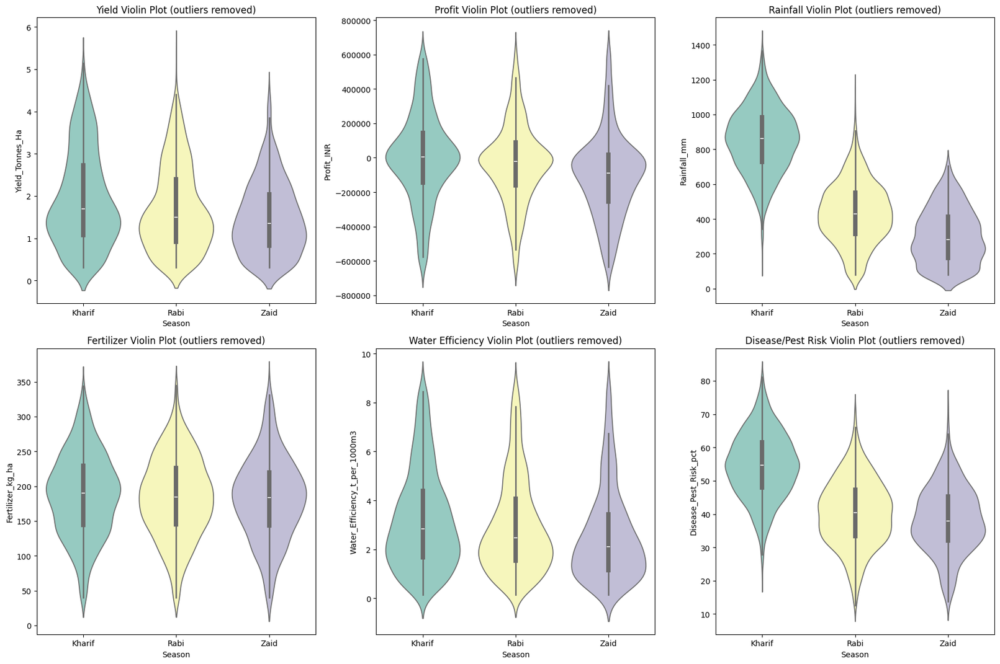 Yield Violin Plot (outliers removed)
Yield_Tonnes_Ha
6
5
4
3
2
1
0
Kharif Rabi Zaid
Season
Profit Violin Plot (outliers removed)
Profit_INR
800000
600000
400000
200000
0
−200000
−400000
−600000
−800000
Kharif Rabi Zaid
Season
Rainfall Violin Plot (outliers removed)
Rainfall_mm
1400
1200
1000
800
600
400
200
0
Kharif Rabi Zaid
Season
Fertilizer Violin Plot (outliers removed)
Fertilizer_kg_ha
350
300
250
200
150
100
50
0
Kharif Rabi Zaid
Season
Water Efficiency Violin Plot (outliers removed)
Water_Efficiency_t_per_1000m3
10
8
6
4
2
0
Kharif Rabi Zaid
Season
Disease/Pest Risk Violin Plot (outliers removed)
Disease_Pest_Risk_pct
80
70
60
50
40
30
20
10
Kharif Rabi Zaid
Season